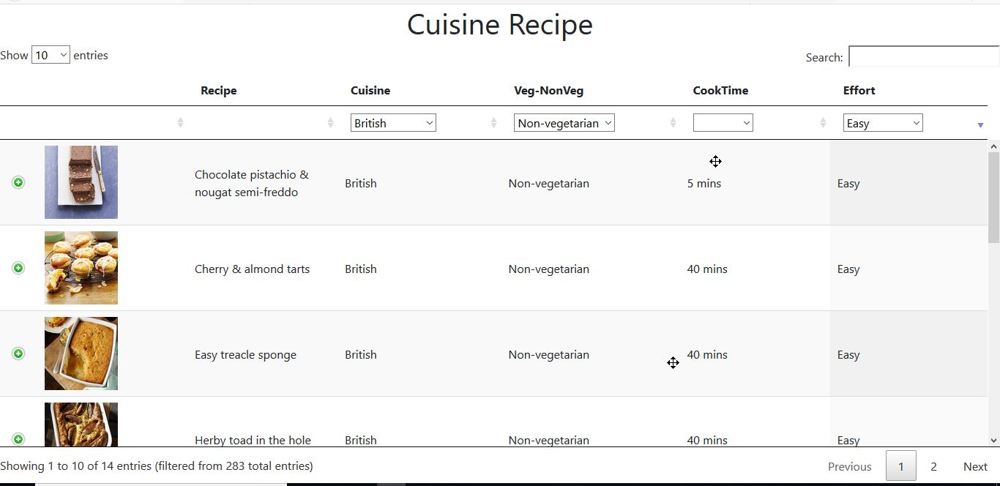 Cuisine Recipe
Show 10 entries
Search:
Recipe Cuisine Veg-NonVeg CookTime Effort
British Non-vegetarian Easy
Chocolate pistachio &
nougat semi-freddo
British Non-vegetarian 5 mins Easy
Cherry & almond tarts British Non-vegetarian 40 mins Easy
Easy treacle sponge British Non-vegetarian 40 mins Easy
Herby toad in the hole British Non-vegetarian 40 mins Easy
Showing 1 to 10 of 14 entries (filtered from 283 total entries)
Previous 1 2 Next